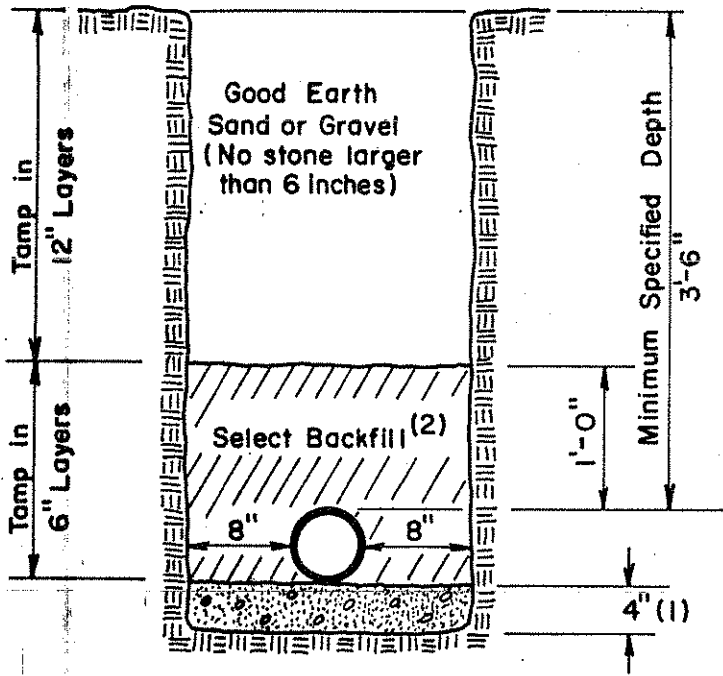 Good Earth
Sand or Gravel
(No stone larger
than 6 inches)
Tamp in
12" Layers
Minimum Specified Depth
3'-6"
Select Backfill(2)
1'-0"
Tamp in
6" Layers
8"
8"
4"(1)